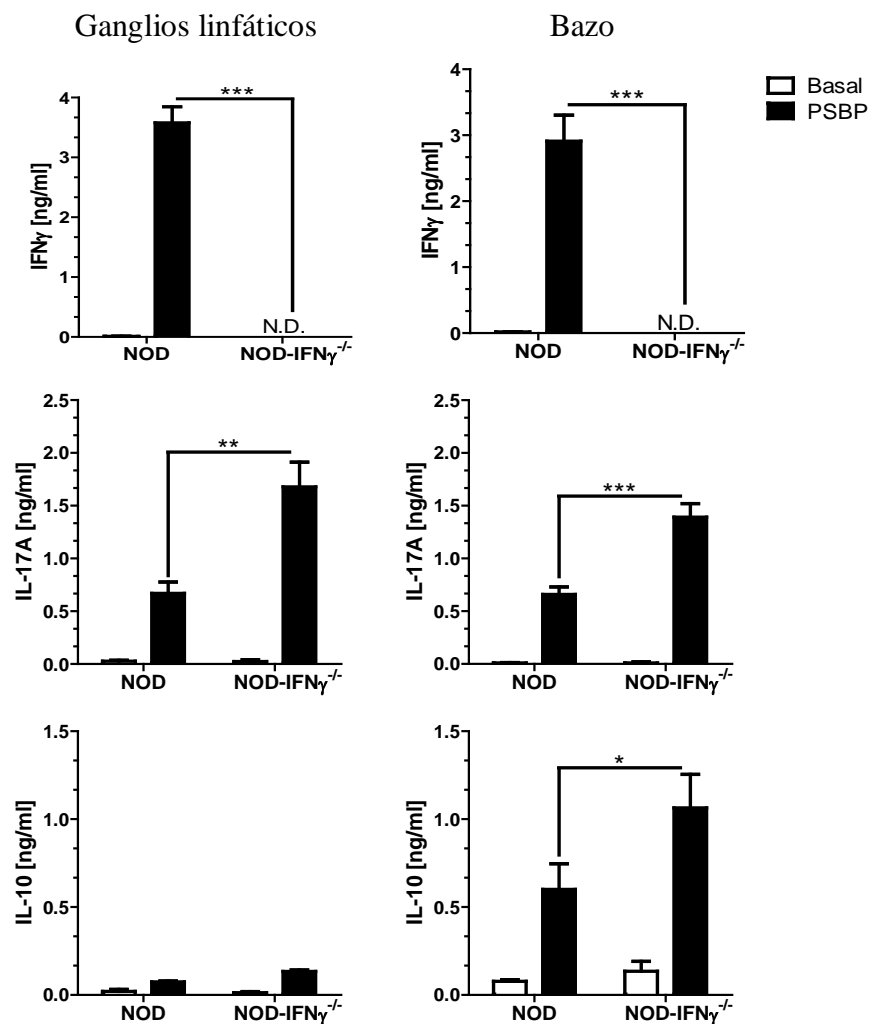 Ganglios linfáticos
Bazo
Basal
PSBP
IFNγ [ng/ml]
4
3
2
1
0
***
N.D.
NOD
NOD-IFNγ-/-
IFNγ [ng/ml]
4
3
2
1
0
***
N.D.
NOD
NOD-IFNγ-/-
IL-17A [ng/ml]
2.5
2.0
1.5
1.0
0.5
0.0
**
NOD
NOD-IFNγ-/-
IL-17A [ng/ml]
2.5
2.0
1.5
1.0
0.5
0.0
***
NOD
NOD-IFNγ-/-
IL-10 [ng/ml]
1.5
1.0
0.5
0.0
NOD
NOD-IFNγ-/-
IL-10 [ng/ml]
1.5
1.0
0.5
0.0
*
NOD
NOD-IFNγ-/-